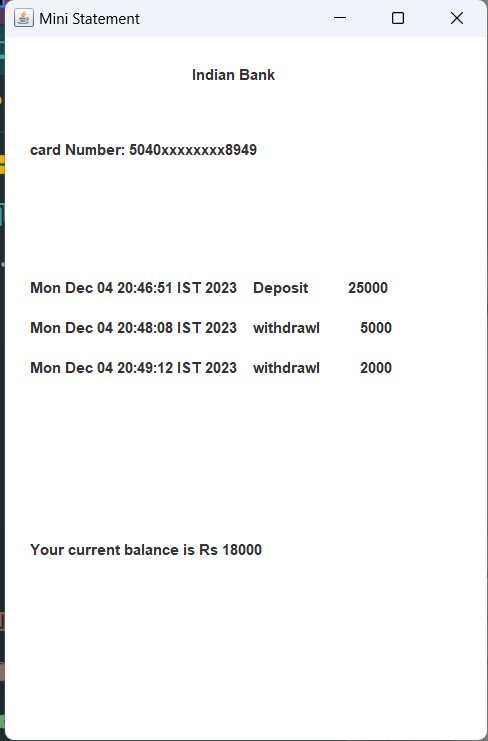 Mini Statement
Indian Bank
card Number: 5040xxxxxxxx8949
Mon Dec 04 20:46:51 IST 2023 Deposit 25000
Mon Dec 04 20:48:08 IST 2023 withdrawl 5000
Mon Dec 04 20:49:12 IST 2023 withdrawl 2000
Your current balance is Rs 18000